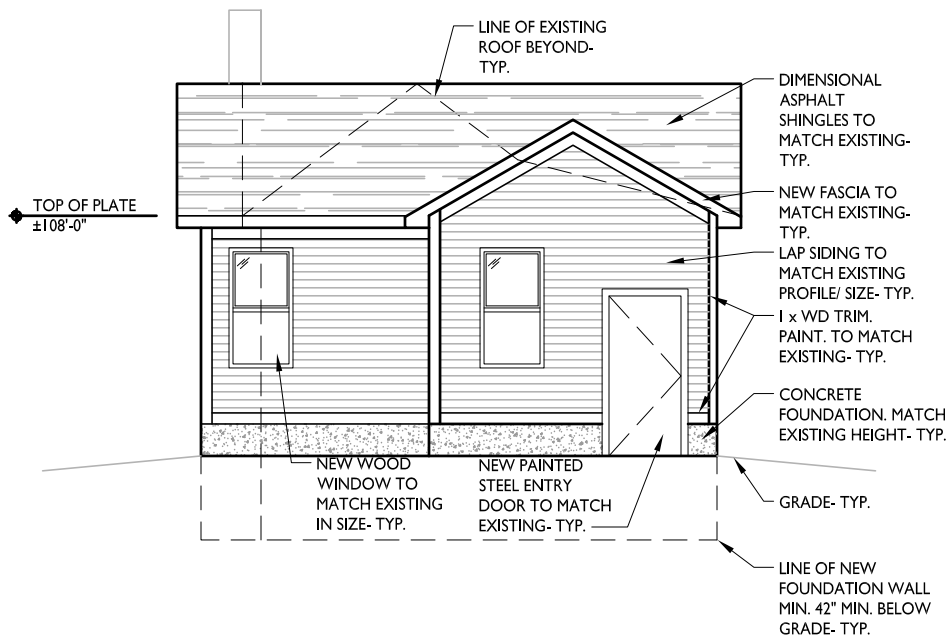 LINE OF EXISTING
ROOF BEYOND-
TYP.
DIMENSIONAL
ASPHALT
SHINGLES TO
MATCH EXISTING-
TYP.
TOP OF PLATE
±108'-0"
NEW FASCIA TO
MATCH EXISTING-
TYP.
LAP SIDING TO
MATCH EXISTING
PROFILE/ SIZE- TYP.
1 x WD TRIM.
PAINT. TO MATCH
EXISTING- TYP.
CONCRETE
FOUNDATION. MATCH
EXISTING HEIGHT- TYP.
NEW WOOD
WINDOW TO
MATCH EXISTING
IN SIZE- TYP.
NEW PAINTED
STEEL ENTRY
DOOR TO MATCH
EXISTING- TYP.
GRADE- TYP.
LINE OF NEW
FOUNDATION WALL
MIN. 42" MIN. BELOW
GRADE- TYP.